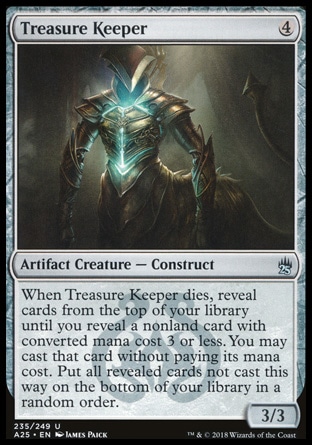 Treasure Keeper 4
Artifact Creature — Construct 25
When Treasure Keeper dies, reveal
cards from the top of your library
until you reveal a nonland card with
converted mana cost 3 or less. You may
cast that card without paying its mana
cost. Put all revealed cards not cast this
way on the bottom of your library in a
random order.
3/3
235/249 U
A25 • EN JAMES PAICK ™ & © 2018 Wizards of the Coast